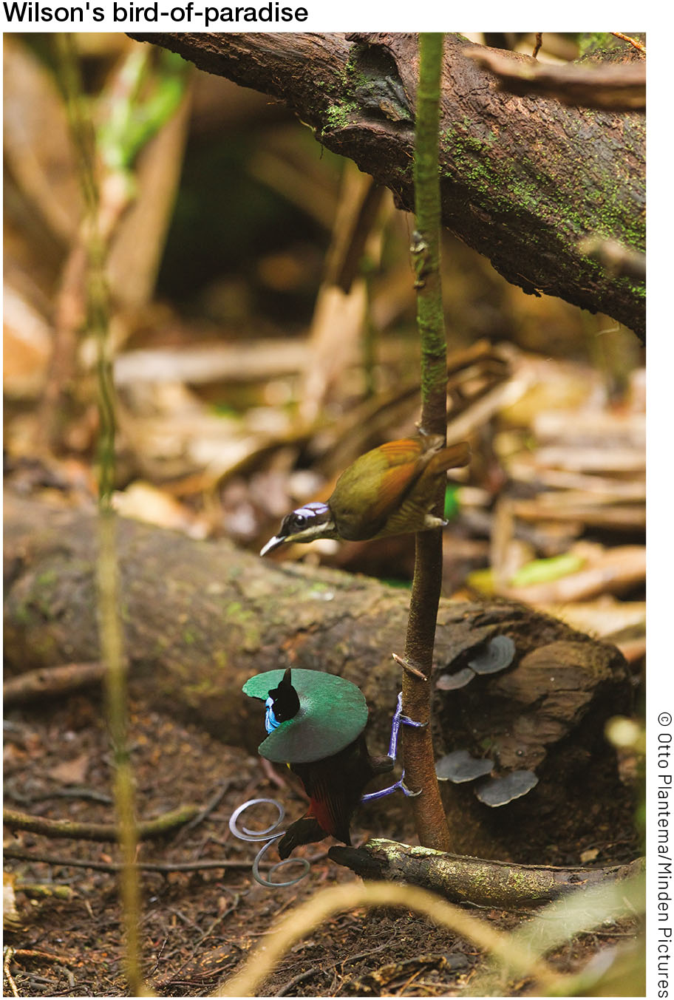 Wilson's bird-of-paradise
© Otto Plantema/Minden Pictures